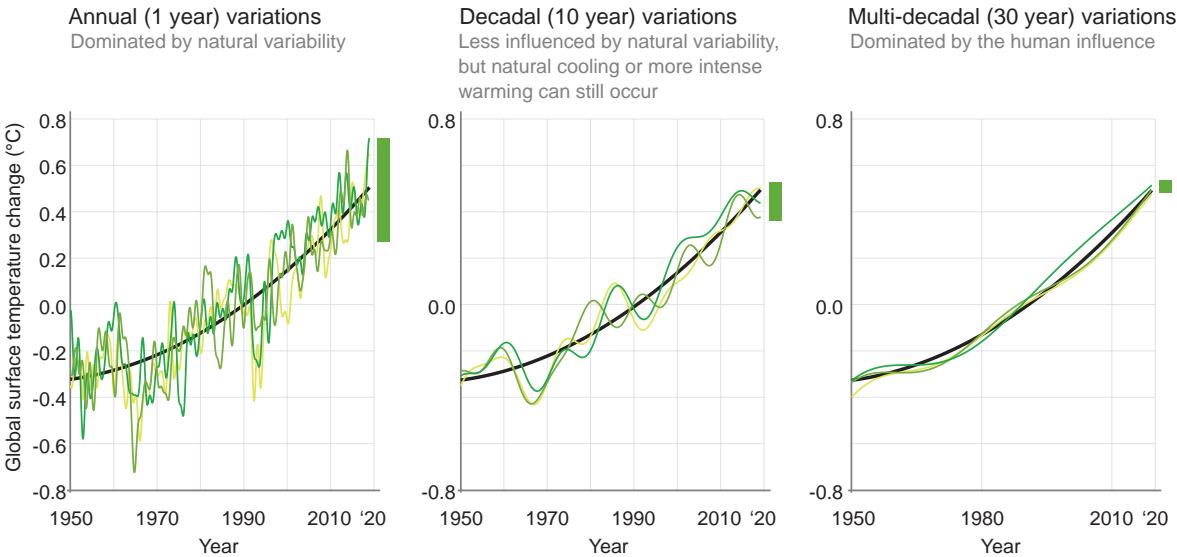 Annual (1 year) variations
Dominated by natural variability
Global surface temperature change (°C)
0.8
0.6
0.4
0.2
0.0
-0.2
-0.4
-0.6
-0.8
1950 1970 1990 2010 ‘20
Year
Decadal (10 year) variations
Less influenced by natural variability,
but natural cooling or more intense
warming can still occur
0.8
0.0
-0.8
1950 1970 1990 2010 ‘20
Year
Multi-decadal (30 year) variations
Dominated by the human influence
0.8
0.0
-0.8
1950 1980 2010 ‘20
Year